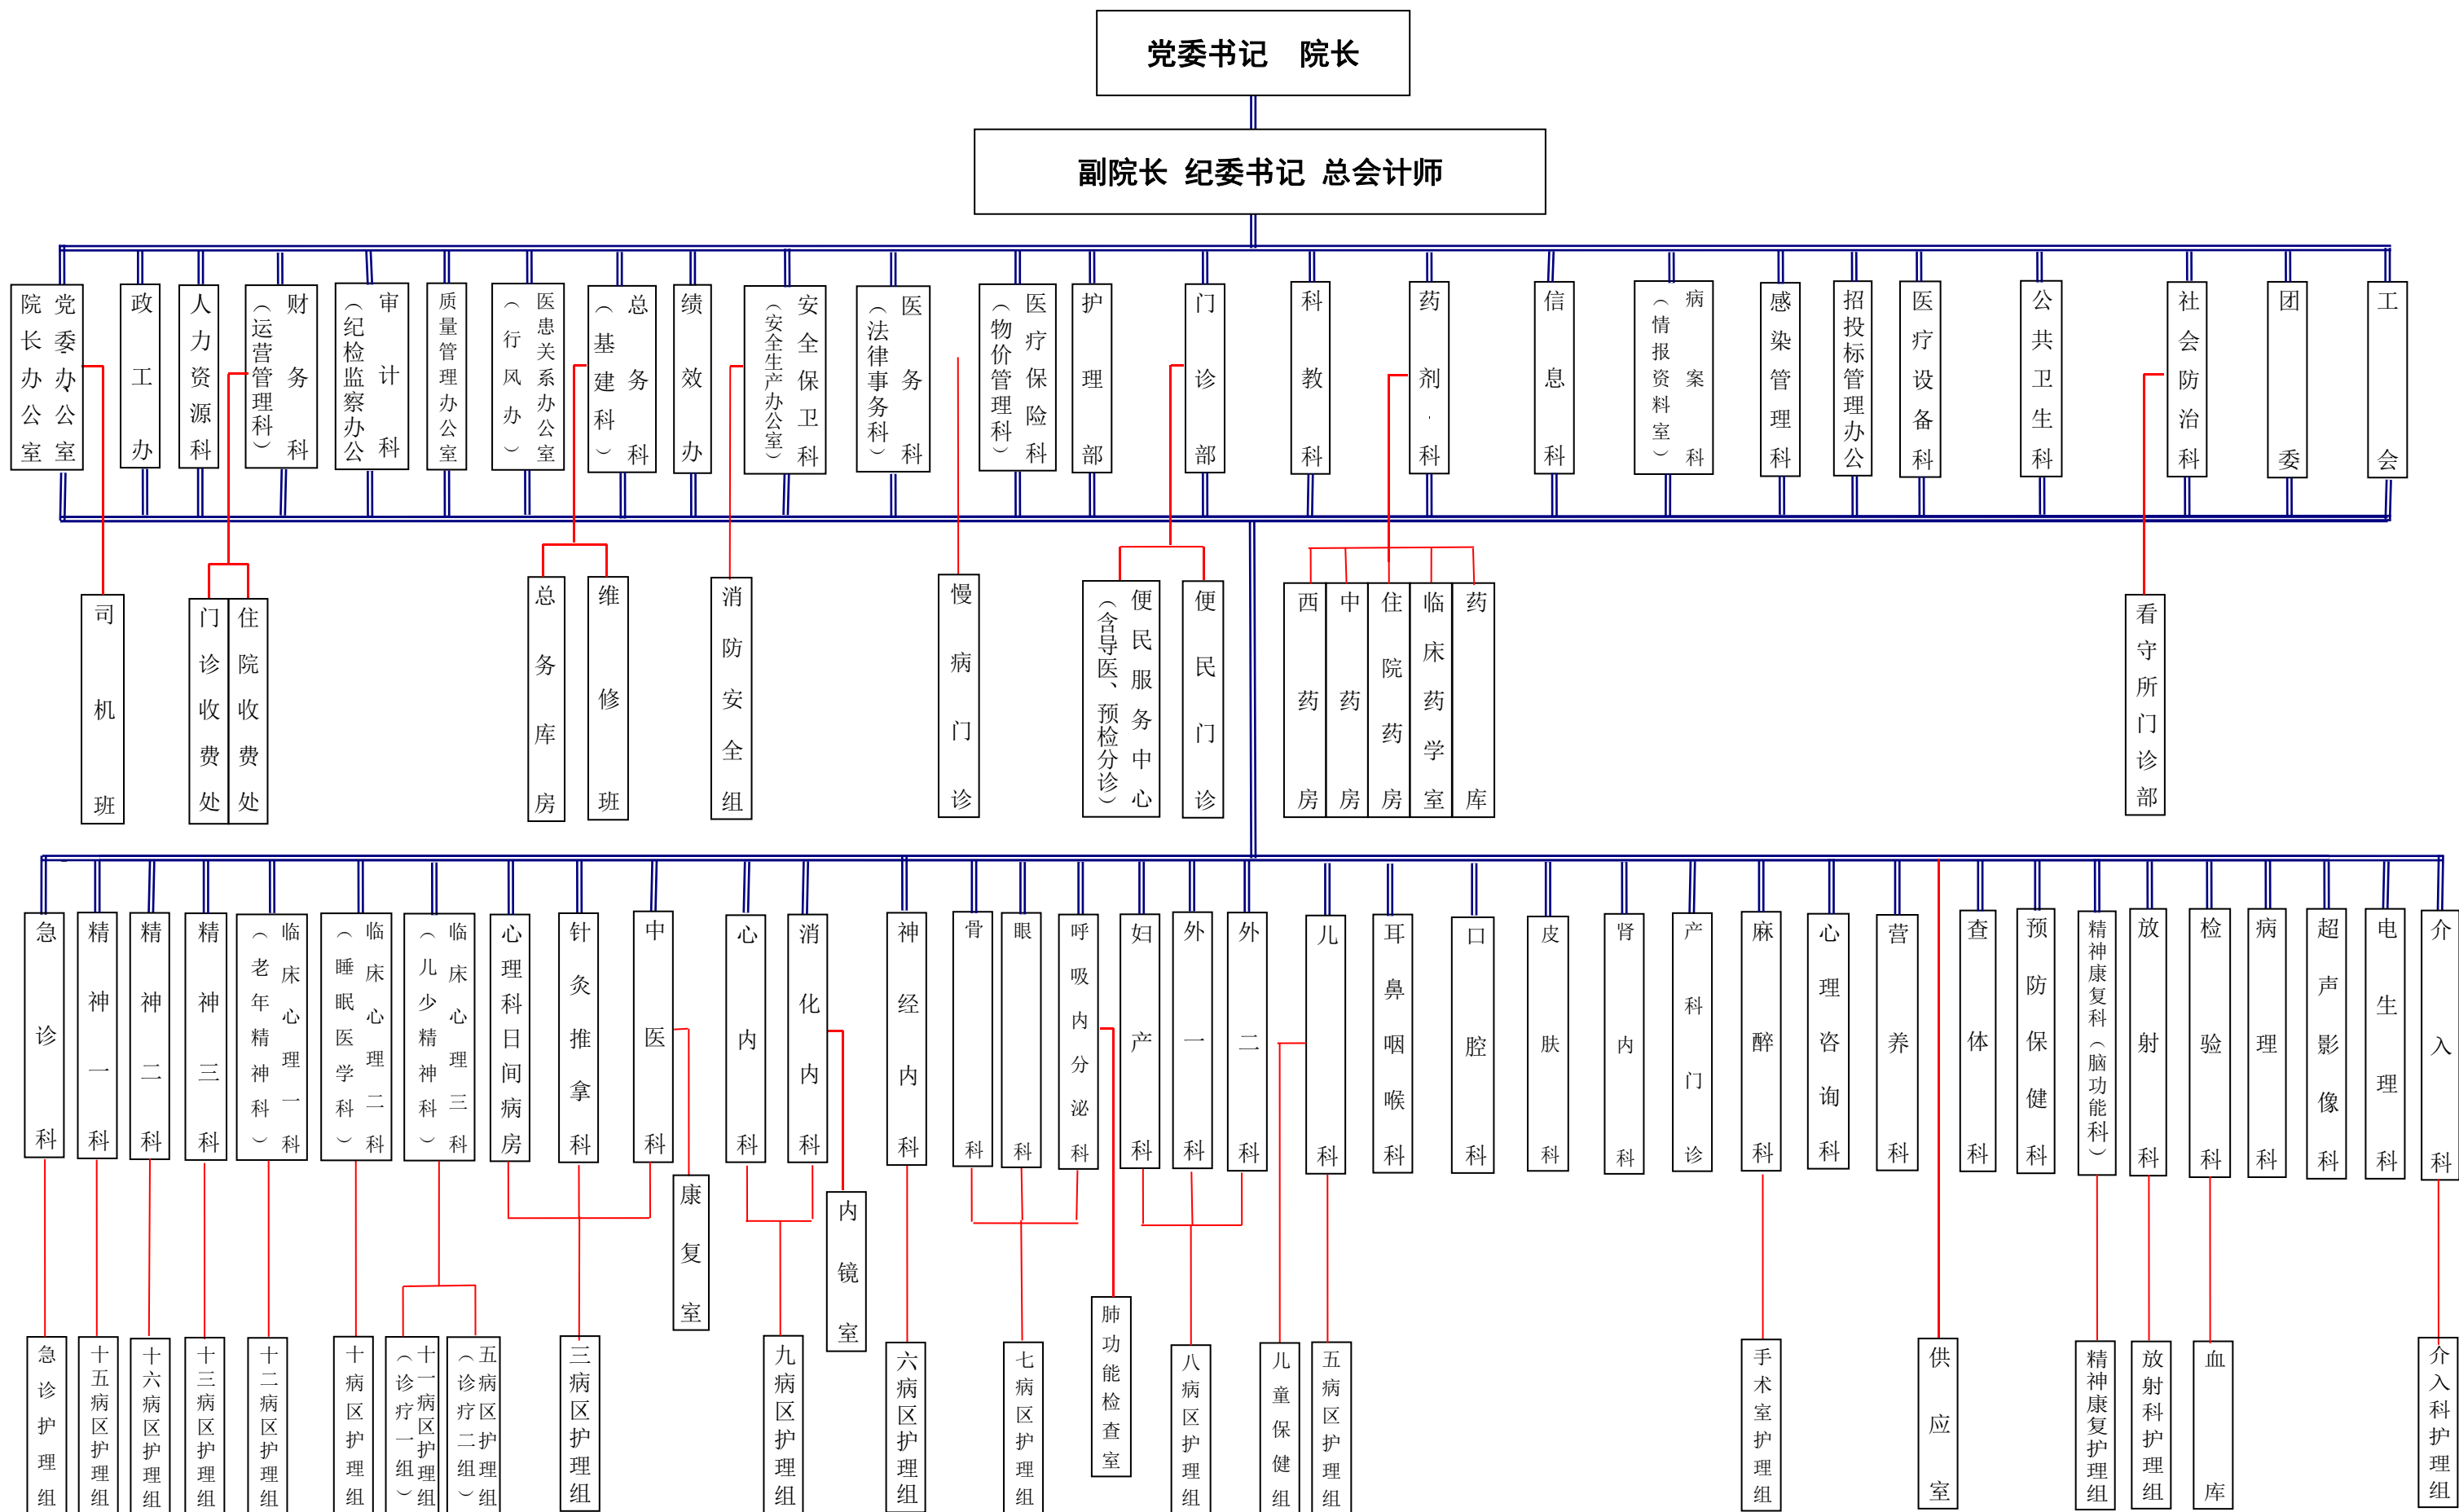 党委书记 院长
副院长 纪委书记 总会计师
党委办公室
院长办公室
政工办
人力资源科
财务科
（运营管理科）
审计科
（纪检监察办公
质量管理办公室
医患关系办公室
（行风办）
总务科
（基建科）
绩效办
安全保卫科
（安全生产办公室）
医务科
（法律事务科）
医疗保险科
（物价管理科）
护理部
门诊部
科教科
药剂科
信息科
病案科
（情报资料室）
感染管理科
招投标管理办公
医疗设备科
公共卫生科
社会防治科
团委
工会
司机班
门诊收费处
住院收费处
总务库房
维修班
消防安全组
慢病门诊
便民服务中心
（含导医、预检分诊）
便民门诊
西药房
中药房
住院药房
临床药学室
药库
看守所门诊部
急诊科
精神一科
精神二科
精神三科
临床心理一科
（老年精神科）
临床心理二科
（睡眠医学科）
临床心理三科
（儿少精神科）
心理科日间病房
针灸推拿科
中医科
心内科
消化内科
神经内科
骨科
眼科
呼吸内分泌科
妇产科
外一科
外二科
儿科
耳鼻咽喉科
口腔科
皮肤科
肾内科
产科门诊
麻醉科
心理咨询科
营养科
查体科
预防保健科
精神康复科（脑功能科）
放射科
检验科
病理科
超声影像科
电生理科
介入科
康复室
内镜室
肺功能检查室
急诊护理组
十五病区护理组
十六病区护理组
十三病区护理组
十二病区护理组
十病区护理组
十一病区护理组
（诊疗一组）
五病区护理组
（诊疗二组）
三病区护理组
九病区护理组
六病区护理组
七病区护理组
八病区护理组
儿童保健组
五病区护理组
手术室护理组
供应室
精神康复护理组
放射科护理组
血库
介入科护理组